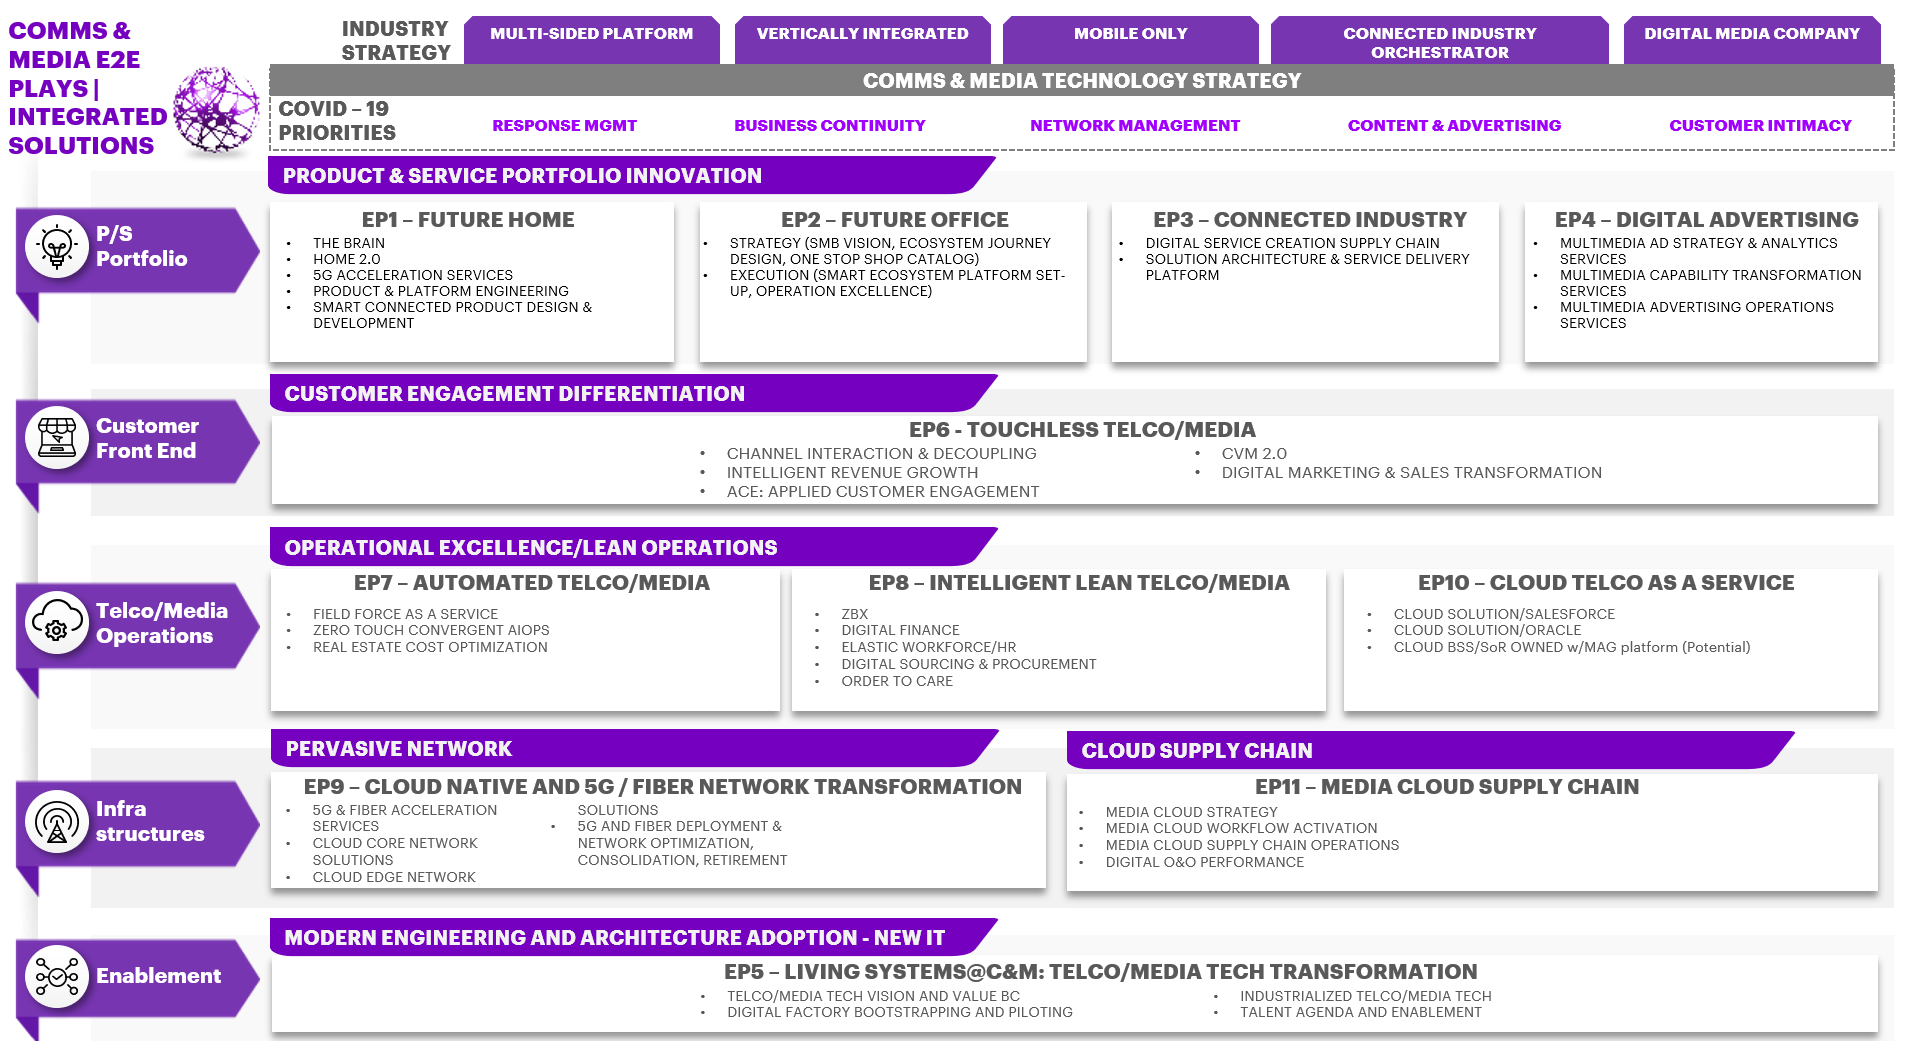 COMMS &
MEDIA E2E
PLAYS |
INTEGRATED
SOLUTIONS
INDUSTRY
STRATEGY
MULTI-SIDED PLATFORM
VERTICALLY INTEGRATED
MOBILE ONLY
CONNECTED INDUSTRY
ORCHESTRATOR
DIGITAL MEDIA COMPANY
COMMS & MEDIA TECHNOLOGY STRATEGY
COVID – 19
PRIORITIES
RESPONSE MGMT
BUSINESS CONTINUITY
NETWORK MANAGEMENT
CONTENT & ADVERTISING
CUSTOMER INTIMACY
PRODUCT & SERVICE PORTFOLIO INNOVATION
P/S
Portfolio
EP1 – FUTURE HOME
• THE BRAIN
• HOME 2.0
• 5G ACCELERATION SERVICES
• PRODUCT & PLATFORM ENGINEERING
• SMART CONNECTED PRODUCT DESIGN &
DEVELOPMENT
EP2 – FUTURE OFFICE
• STRATEGY (SMB VISION, ECOSYSTEM JOURNEY
DESIGN, ONE STOP SHOP CATALOG)
• EXECUTION (SMART ECOSYSTEM PLATFORM SET-
UP, OPERATION EXCELLENCE)
EP3 – CONNECTED INDUSTRY
• DIGITAL SERVICE CREATION SUPPLY CHAIN
• SOLUTION ARCHITECTURE & SERVICE DELIVERY
PLATFORM
EP4 – DIGITAL ADVERTISING
• MULTIMEDIA AD STRATEGY & ANALYTICS
SERVICES
• MULTIMEDIA CAPABILITY TRANSFORMATION
SERVICES
• MULTIMEDIA ADVERTISING OPERATIONS
SERVICES
CUSTOMER ENGAGEMENT DIFFERENTIATION
Customer
Front End
EP6 - TOUCHLESS TELCO/MEDIA
• CHANNEL INTERACTION & DECOUPLING
• INTELLIGENT REVENUE GROWTH
• ACE: APPLIED CUSTOMER ENGAGEMENT
• CVM 2.0
• DIGITAL MARKETING & SALES TRANSFORMATION
OPERATIONAL EXCELLENCE/LEAN OPERATIONS
Telco/Media
Operations
EP7 – AUTOMATED TELCO/MEDIA
• FIELD FORCE AS A SERVICE
• ZERO TOUCH CONVERGENT AIOPS
• REAL ESTATE COST OPTIMIZATION
EP8 – INTELLIGENT LEAN TELCO/MEDIA
• ZBX
• DIGITAL FINANCE
• ELASTIC WORKFORCE/HR
• DIGITAL SOURCING & PROCUREMENT
• ORDER TO CARE
EP10 – CLOUD TELCO AS A SERVICE
• CLOUD SOLUTION/SALESFORCE
• CLOUD SOLUTION/ORACLE
• CLOUD BSS/SoR OWNED w/MAG platform (Potential)
PERVASIVE NETWORK
Infra
structures
EP9 – CLOUD NATIVE AND 5G / FIBER NETWORK TRANSFORMATION
• 5G & FIBER ACCELERATION
SERVICES
• CLOUD CORE NETWORK
SOLUTIONS
• CLOUD EDGE NETWORK
SOLUTIONS
• 5G AND FIBER DEPLOYMENT &
NETWORK OPTIMIZATION,
CONSOLIDATION, RETIREMENT
CLOUD SUPPLY CHAIN
EP11 – MEDIA CLOUD SUPPLY CHAIN
• MEDIA CLOUD STRATEGY
• MEDIA CLOUD WORKFLOW ACTIVATION
• MEDIA CLOUD SUPPLY CHAIN OPERATIONS
• DIGITAL O&O PERFORMANCE
MODERN ENGINEERING AND ARCHITECTURE ADOPTION - NEW IT
Enablement
EP5 – LIVING SYSTEMS@C&M: TELCO/MEDIA TECH TRANSFORMATION
• TELCO/MEDIA TECH VISION AND VALUE BC
• DIGITAL FACTORY BOOTSTRAPPING AND PILOTING
• INDUSTRIALIZED TELCO/MEDIA TECH
• TALENT AGENDA AND ENABLEMENT